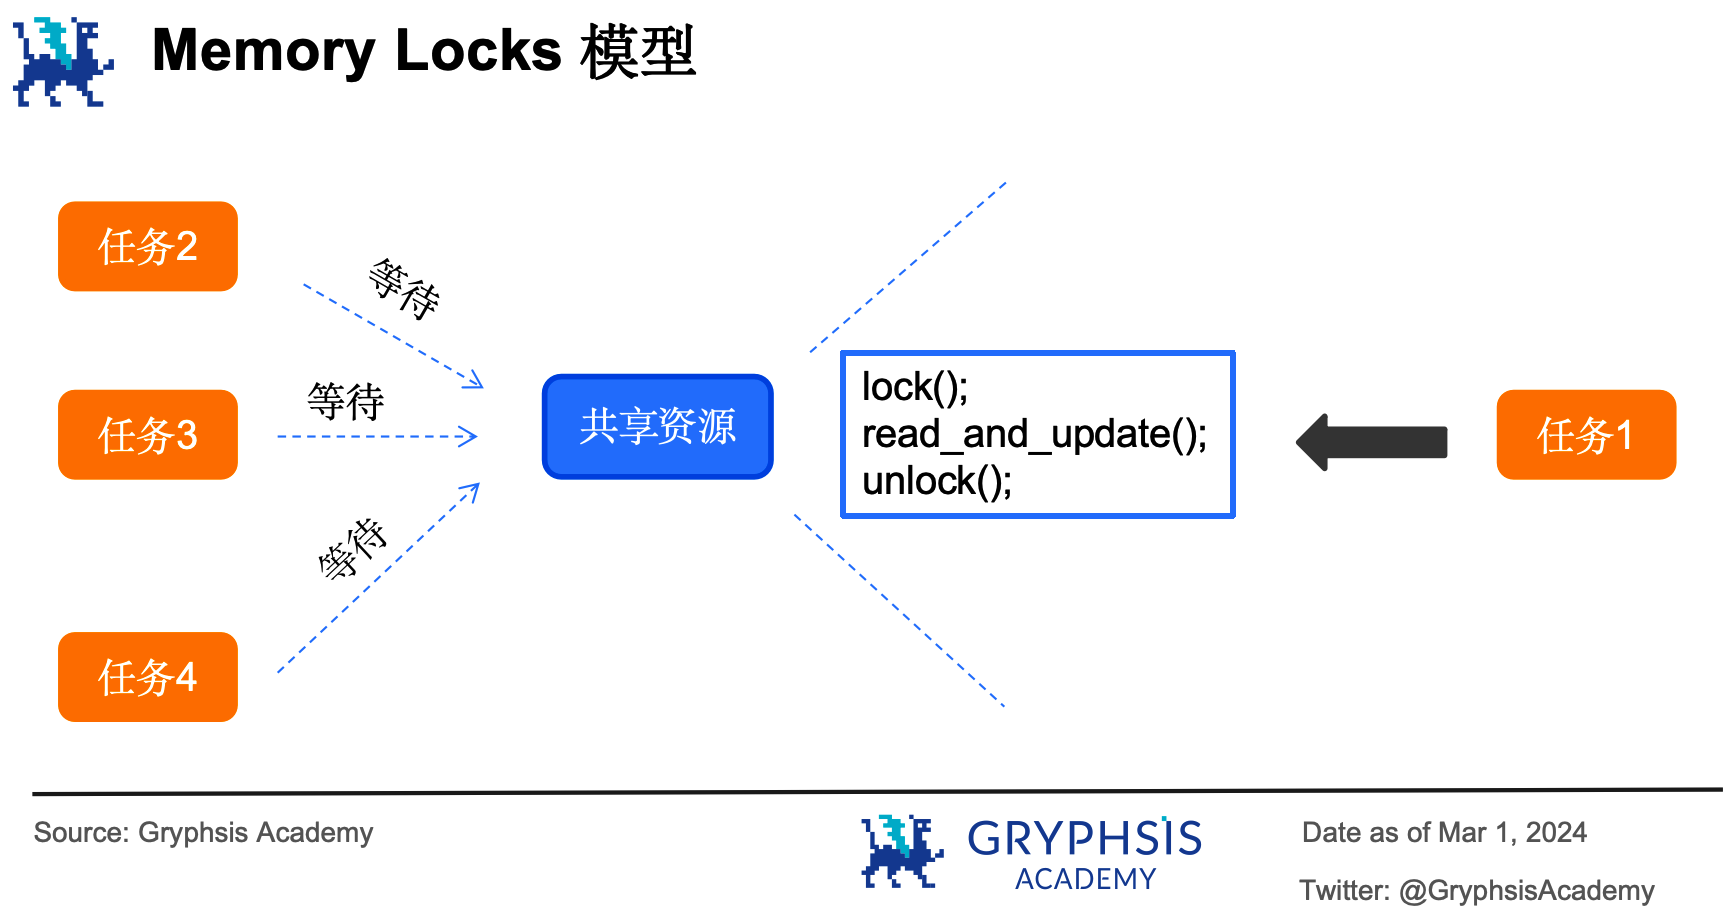 Memory Locks 模型
任务2
等待
任务3
等待
任务4
等待
共享资源
lock();
read_and_update();
unlock();
任务1
Source: Gryphsis Academy
GRYPHSIS
ACADEMY
Date as of Mar 1, 2024
Twitter: @GryphsisAcademy